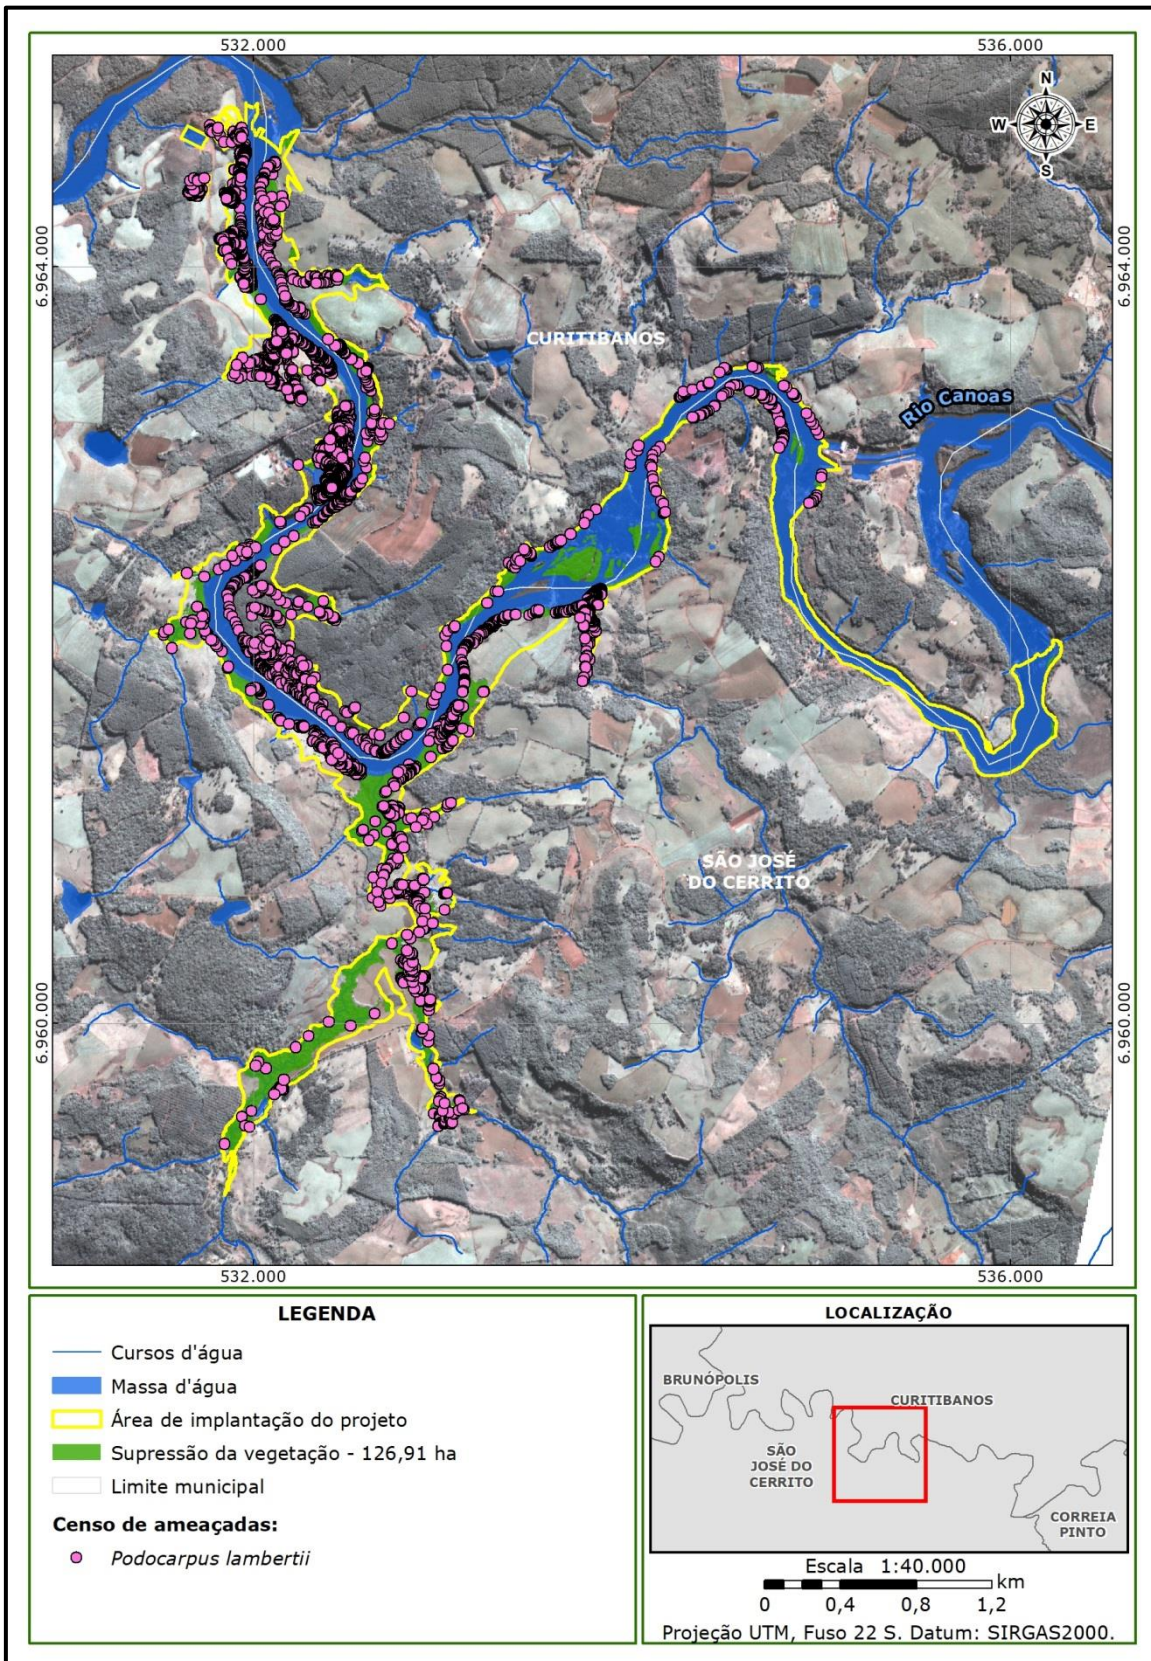 532.000
536.000
N
W E
S
6.964.000
6.964.000
CURITIBANOS
Rio Canoas
SÃO JOSÉ
DO CERRITO
6.960.000
6.960.000
532.000
536.000
LEGENDA
Cursos d'água
Massa d'água
Área de implantação do projeto
Supressão da vegetação - 126,91 ha
Limite municipal
Censo de ameaçadas:
Podocarpus lambertii
LOCALIZAÇÃO
BRUNÓPOLIS
CURITIBANOS
SÃO
JOSÉ DO
CERRITO
CORREIA
PINTO
Escala 1:40.000
km
0 0,4 0,8 1,2
Projeção UTM, Fuso 22 S. Datum: SIRGAS2000.